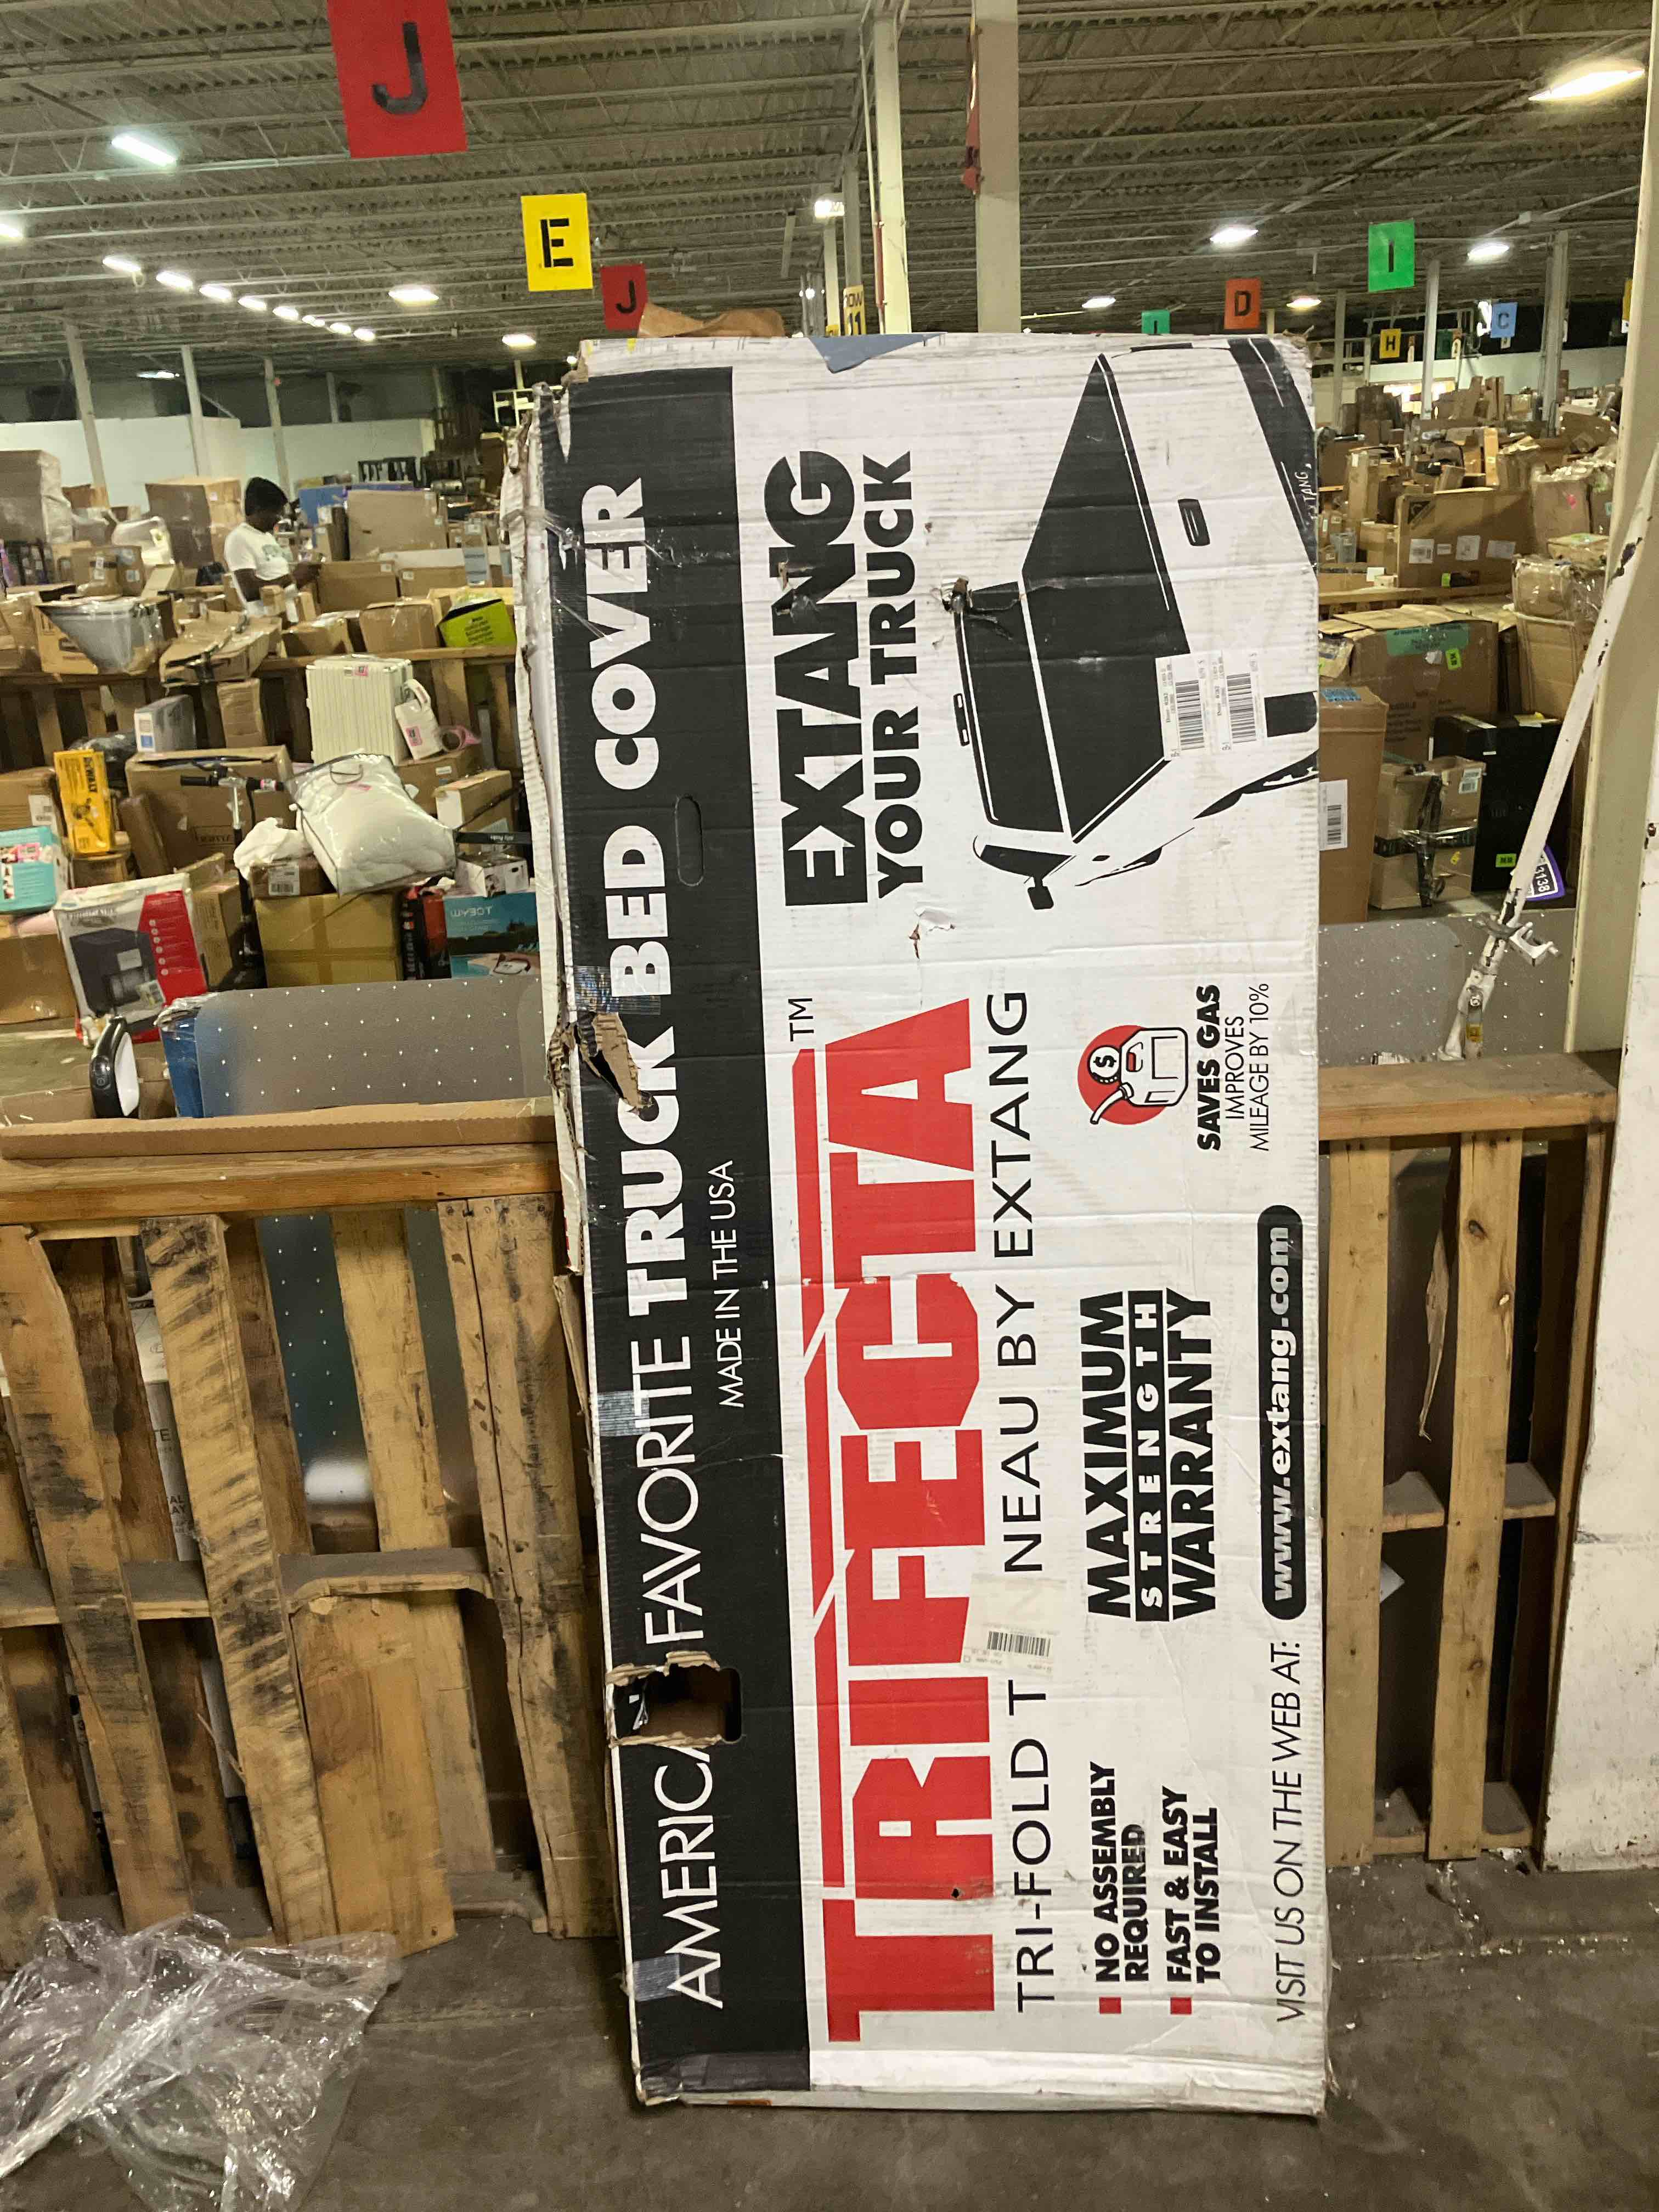 J
E
J
I
D
I
H
C
11
AMERICA FAVORITE TRUCK BED COVER
MADE IN THE USA
EXTANG
YOUR TRUCK
TRIFECTA™
TRI-FOLD T NEAU BY EXTANG
NO ASSEMBLY
REQUIRED
FAST & EASY
TO INSTALL
MAXIMUM
STRENGTH
WARRANTY
SAVES GAS
IMPROVES
MILEAGE BY 10%
VISIT US ON THE WEB AT:
www.extang.com
DEWALT